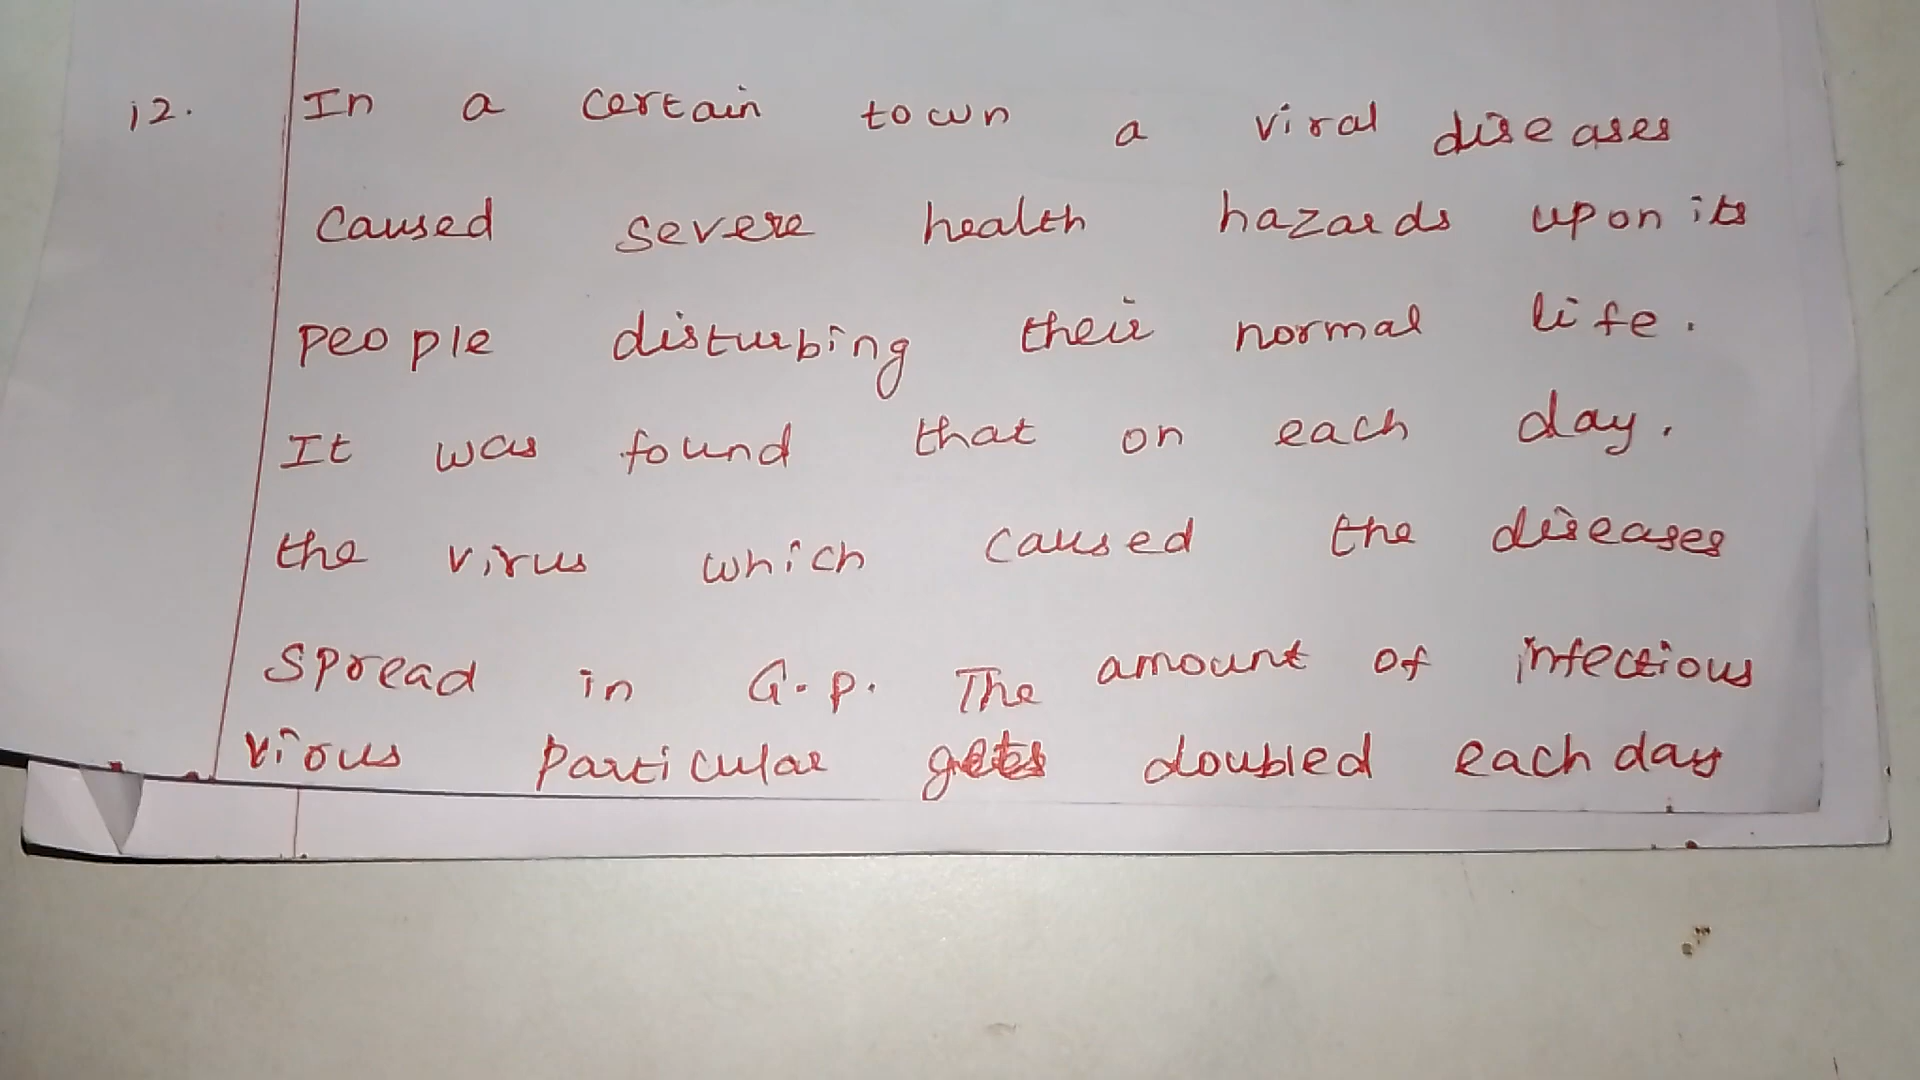 12. In a certain town a viral diseases
caused severe health hazards upon its
people disturbing their normal life.
It was found that on each day.
the virus which caused the diseases
spread in G.p. The amount of infectious
virous particular gets doubled each day